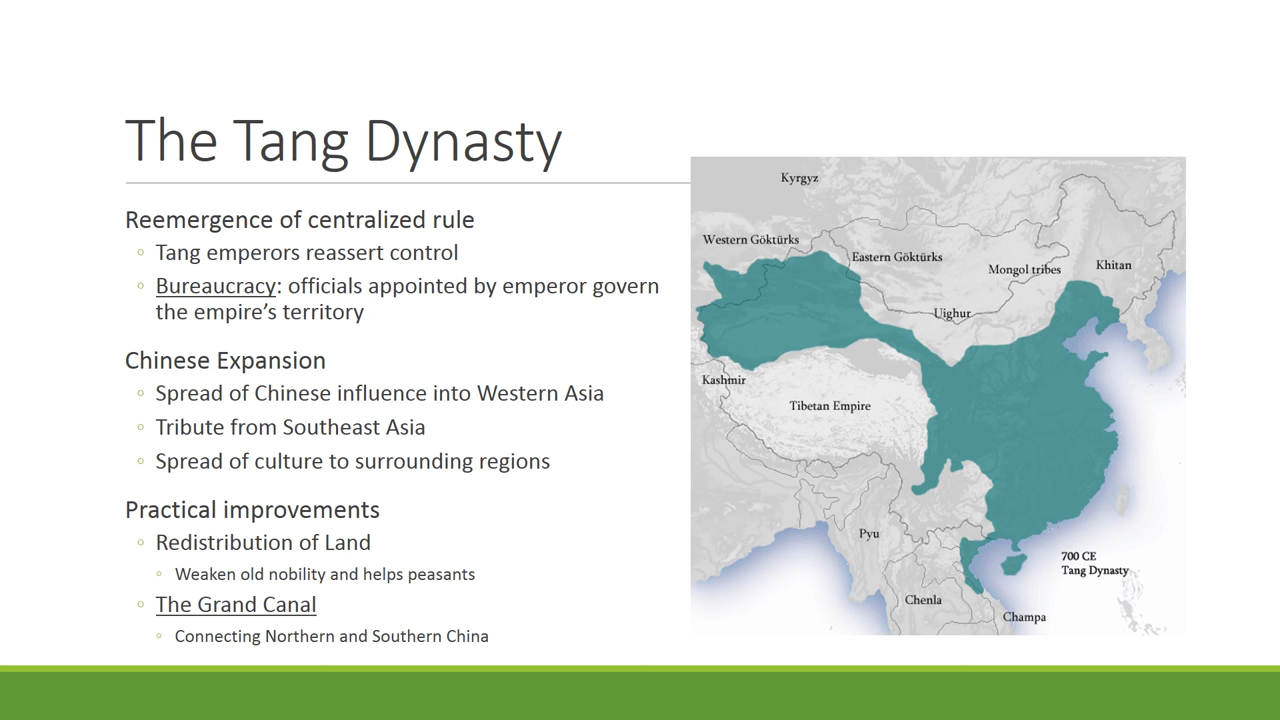 The Tang Dynasty
Reemergence of centralized rule
◦ Tang emperors reassert control
◦ Bureaucracy: officials appointed by emperor govern
the empire’s territory
Chinese Expansion
◦ Spread of Chinese influence into Western Asia
◦ Tribute from Southeast Asia
◦ Spread of culture to surrounding regions
Practical improvements
◦ Redistribution of Land
◦ Weaken old nobility and helps peasants
◦ The Grand Canal
◦ Connecting Northern and Southern China
Kyrgyz
Western Göktürks
Eastern Göktürks
Mongol tribes
Khitan
Uighur
Kashmir
Tibetan Empire
Pyu
700 CE
Tang Dynasty
Chenla
Champa